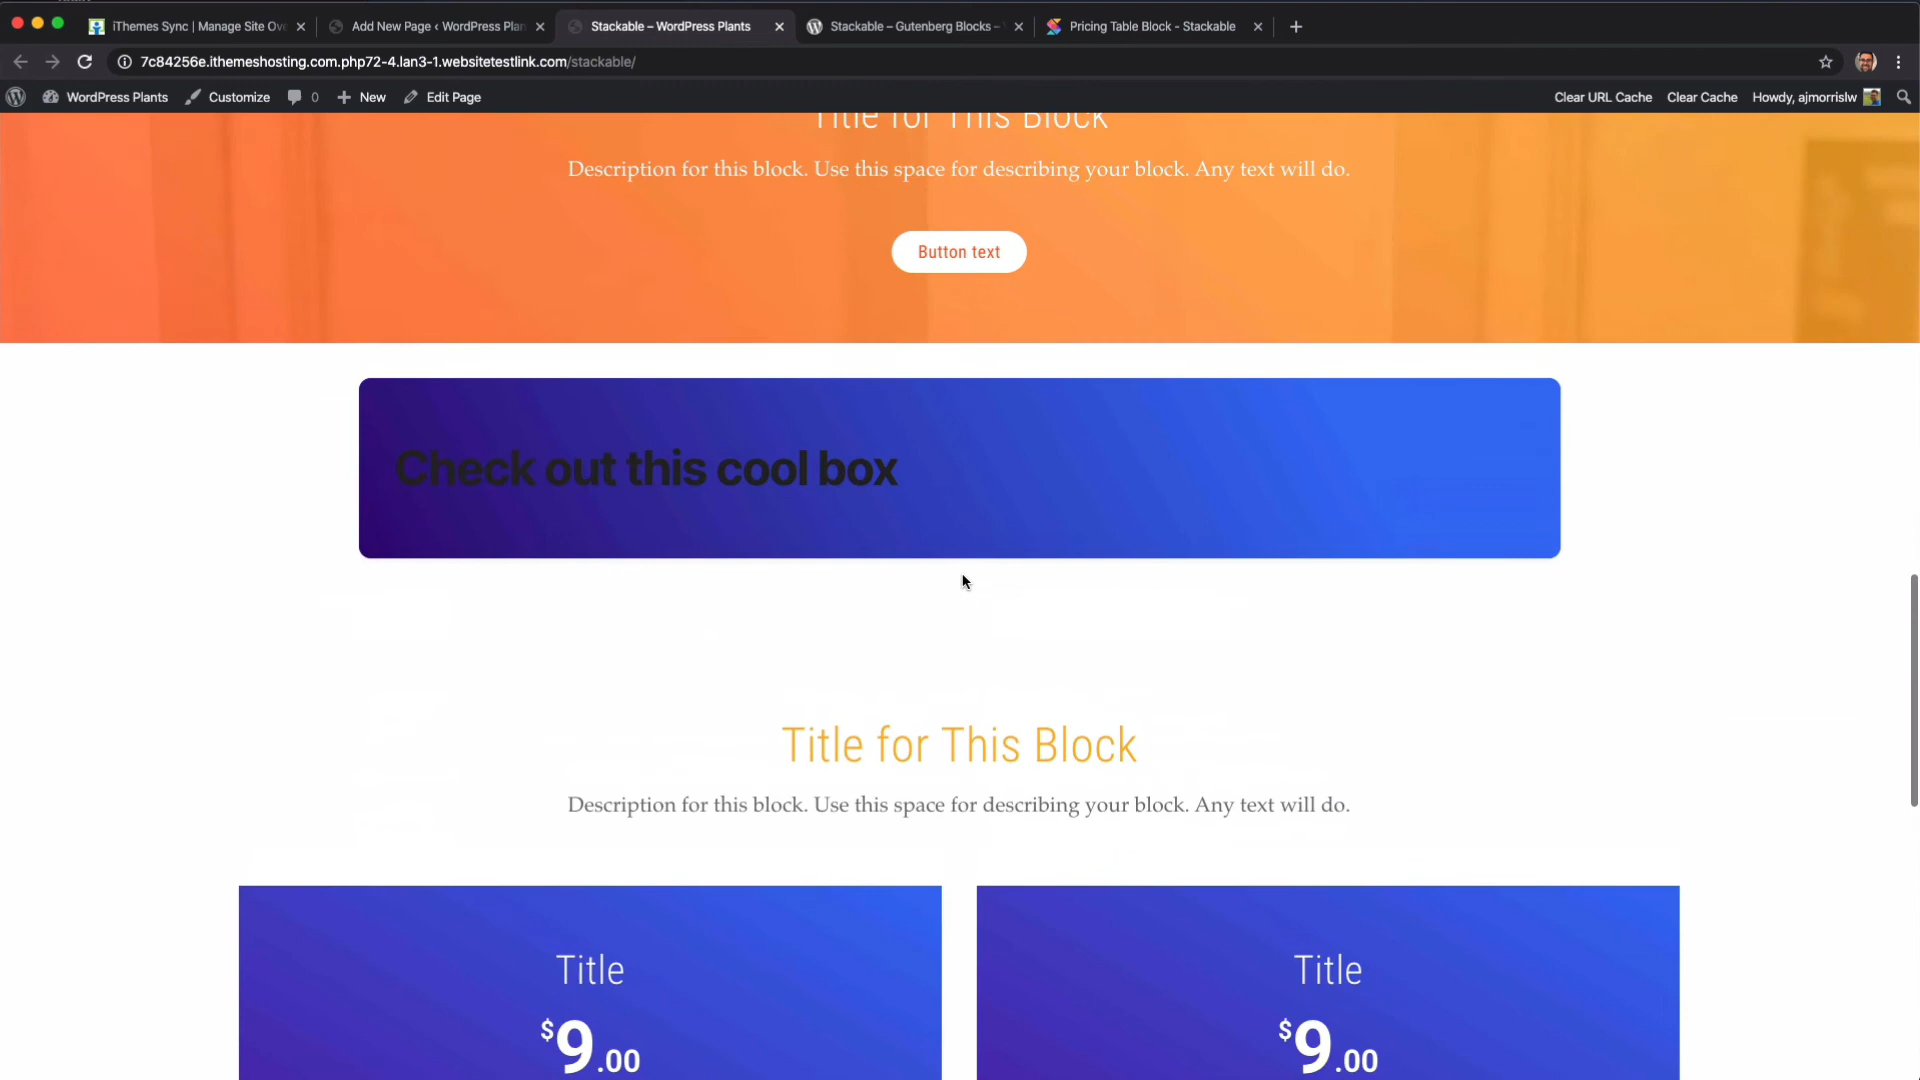 iThemes Sync | Manage Site Ove
Add New Page ‹ WordPress Plan
Stackable – WordPress Plants
Stackable – Gutenberg Blocks –
Pricing Table Block - Stackable
7c84256e.ithemeshosting.com.php72-4.lan3-1.websitetestlink.com/stackable/
WordPress Plants
Customize
0
New
Edit Page
Clear URL Cache
Clear Cache
Howdy, ajmorrislw
Title for This Block
Description for this block. Use this space for describing your block. Any text will do.
Button text
Check out this cool box
Title for This Block
Description for this block. Use this space for describing your block. Any text will do.
Title
$9.00
Title
$9.00